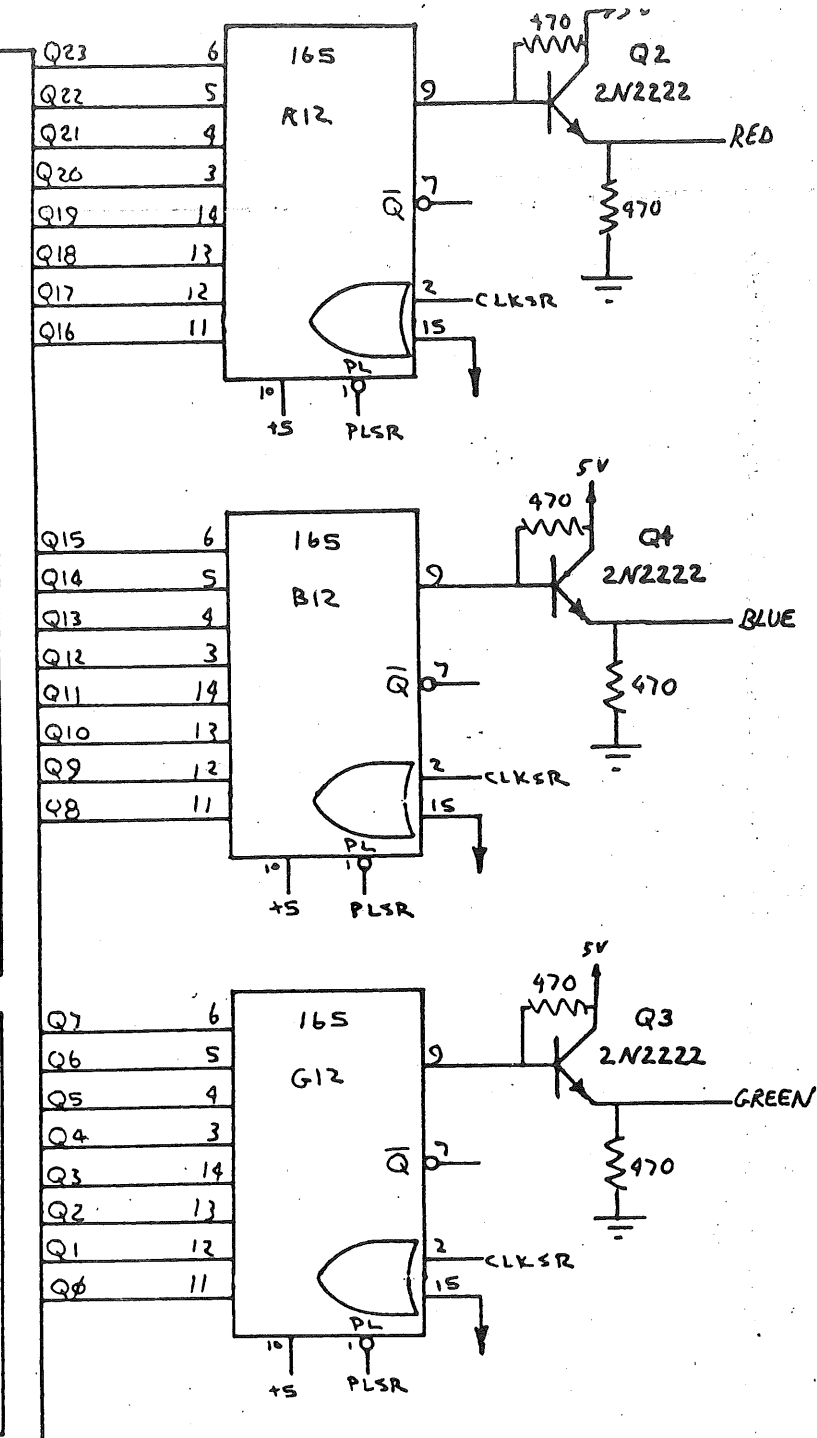 470
Q2
2N2222
Q23 6
165
Q22 5
9
R12
Q21 4
RED
Q20 3
Q 7
470
Q19 14
Q18 13
Q17 12
2 CLKSR
Q16 11
15
PL
10 1
+5 PLSR
5V
470
Q4
2N2222
Q15 6
165
Q14 5
9
B12
Q13 4
BLUE
Q12 3
Q 7
470
Q11 14
Q10 13
Q9 12
2 CLKSR
Q8 11
15
PL
10 1
+5 PLSR
5V
470
Q3
2N2222
Q7 6
165
Q6 5
9
G12
Q5 4
GREEN
Q4 3
Q 7
470
Q3 14
Q2 13
Q1 12
2 CLKSR
Q0 11
15
PL
10 1
+5 PLSR